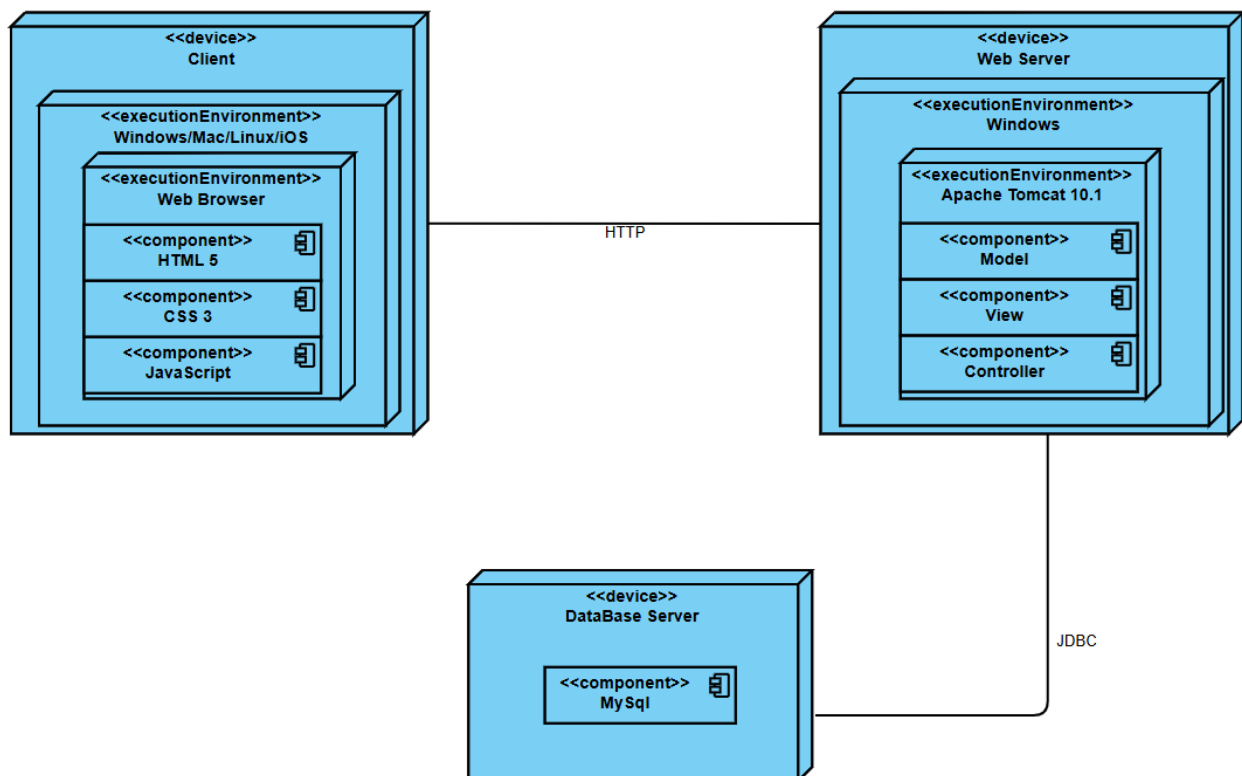 <<device>>
Client
<<executionEnvironment>>
Windows/Mac/Linux/iOS
<<executionEnvironment>>
Web Browser
<<component>>
HTML 5
<<component>>
CSS 3
<<component>>
JavaScript
HTTP
<<device>>
Web Server
<<executionEnvironment>>
Windows
<<executionEnvironment>>
Apache Tomcat 10.1
<<component>>
Model
<<component>>
View
<<component>>
Controller
JDBC
<<device>>
DataBase Server
<<component>>
MySql